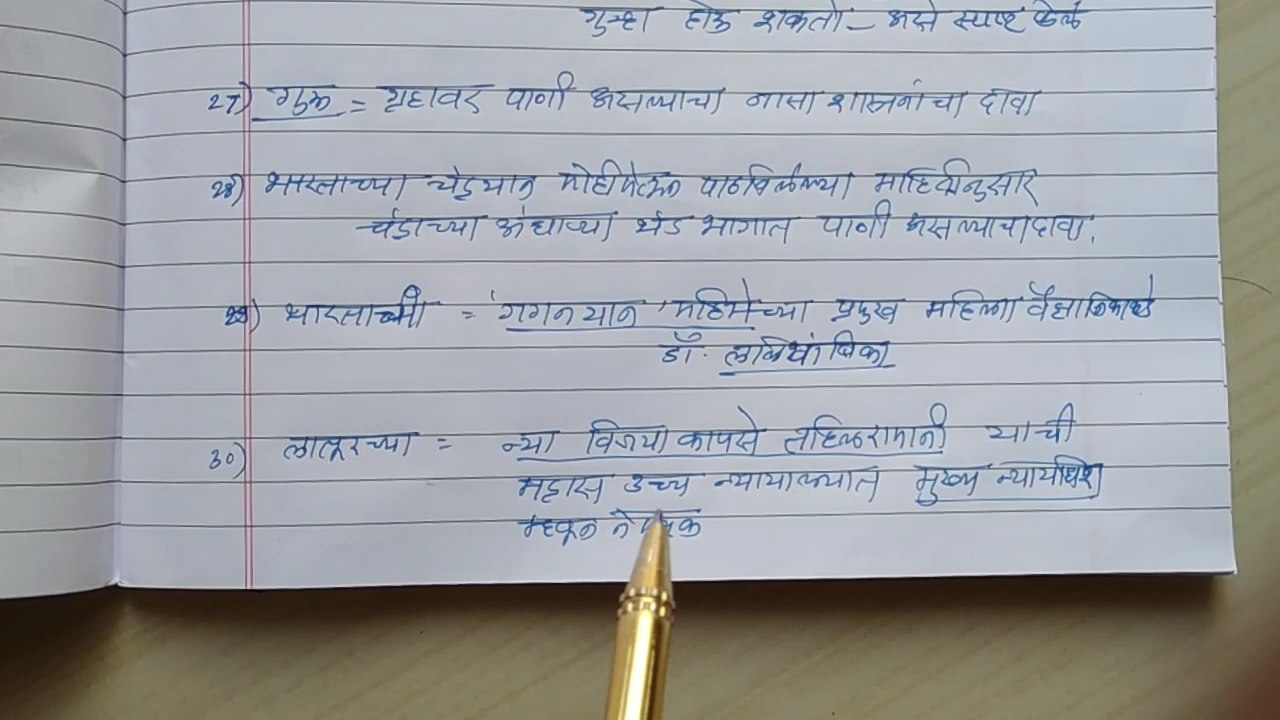 गुन्हा होऊ शकतो – असे स्पष्ट केले
27) गुरू = ग्रहावर पाणी असल्याचा नासा शास्त्रज्ञांचा दावा
28) भारताच्या चंद्रयान मोहीमेतून पाठविलेल्या माहितीनुसार
चंद्राच्या अंधाऱ्या थंड भागात पाणी असल्याचा दावा.
29) भारताच्या = गगनयान मोहिमेच्या प्रमुख महिला वैज्ञानिक
डॉ. ललिथांबिका
30) लातूरच्या = न्या विजया कापसे तहिलरामानी याची
मद्रास उच्च न्यायालयात मुख्य न्यायधिश
म्हणून नेमणूक